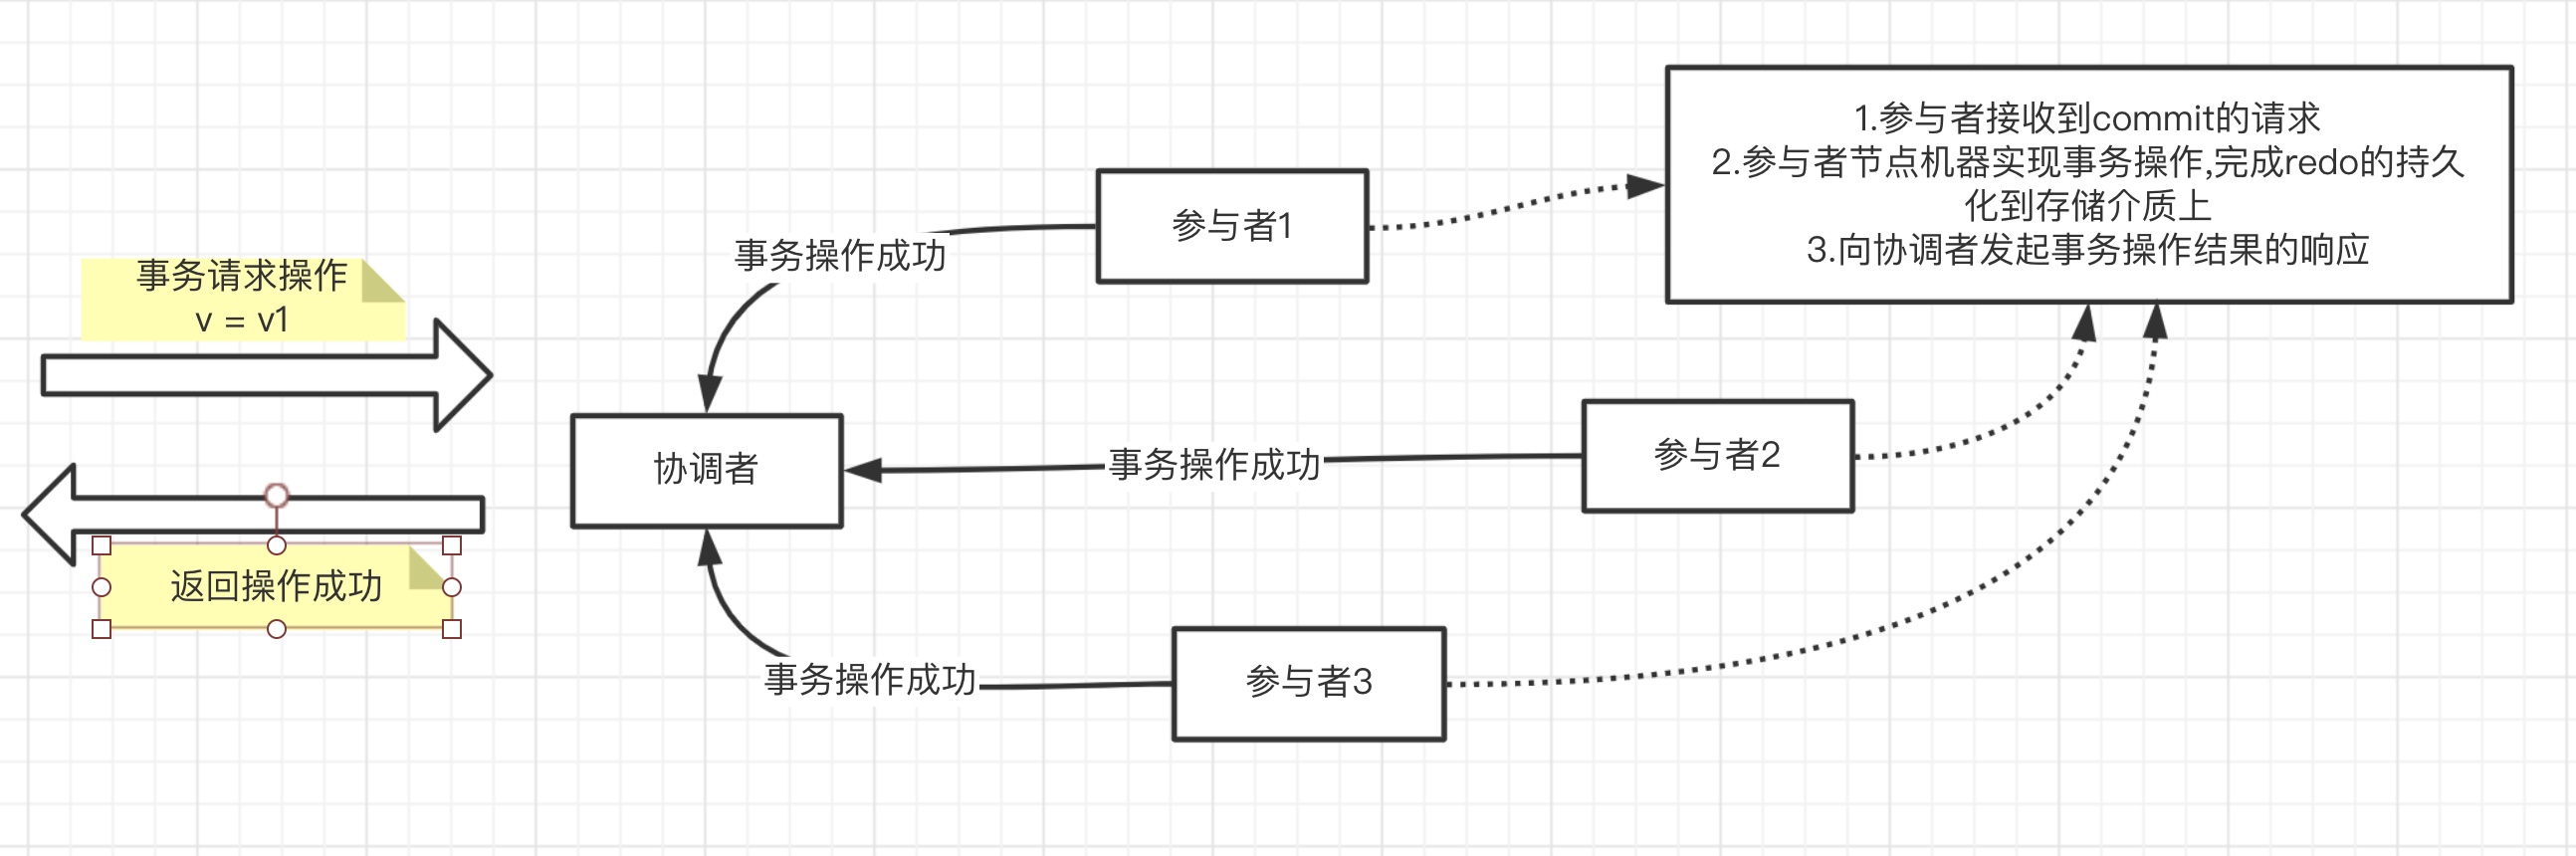 1.参与者接收到commit的请求
2.参与者节点机器实现事务操作,完成redo的持久
化到存储介质上
3.向协调者发起事务操作结果的响应
参与者1
事务操作成功
事务请求操作
v = v1
协调者
事务操作成功
参与者2
返回操作成功
事务操作成功
参与者3